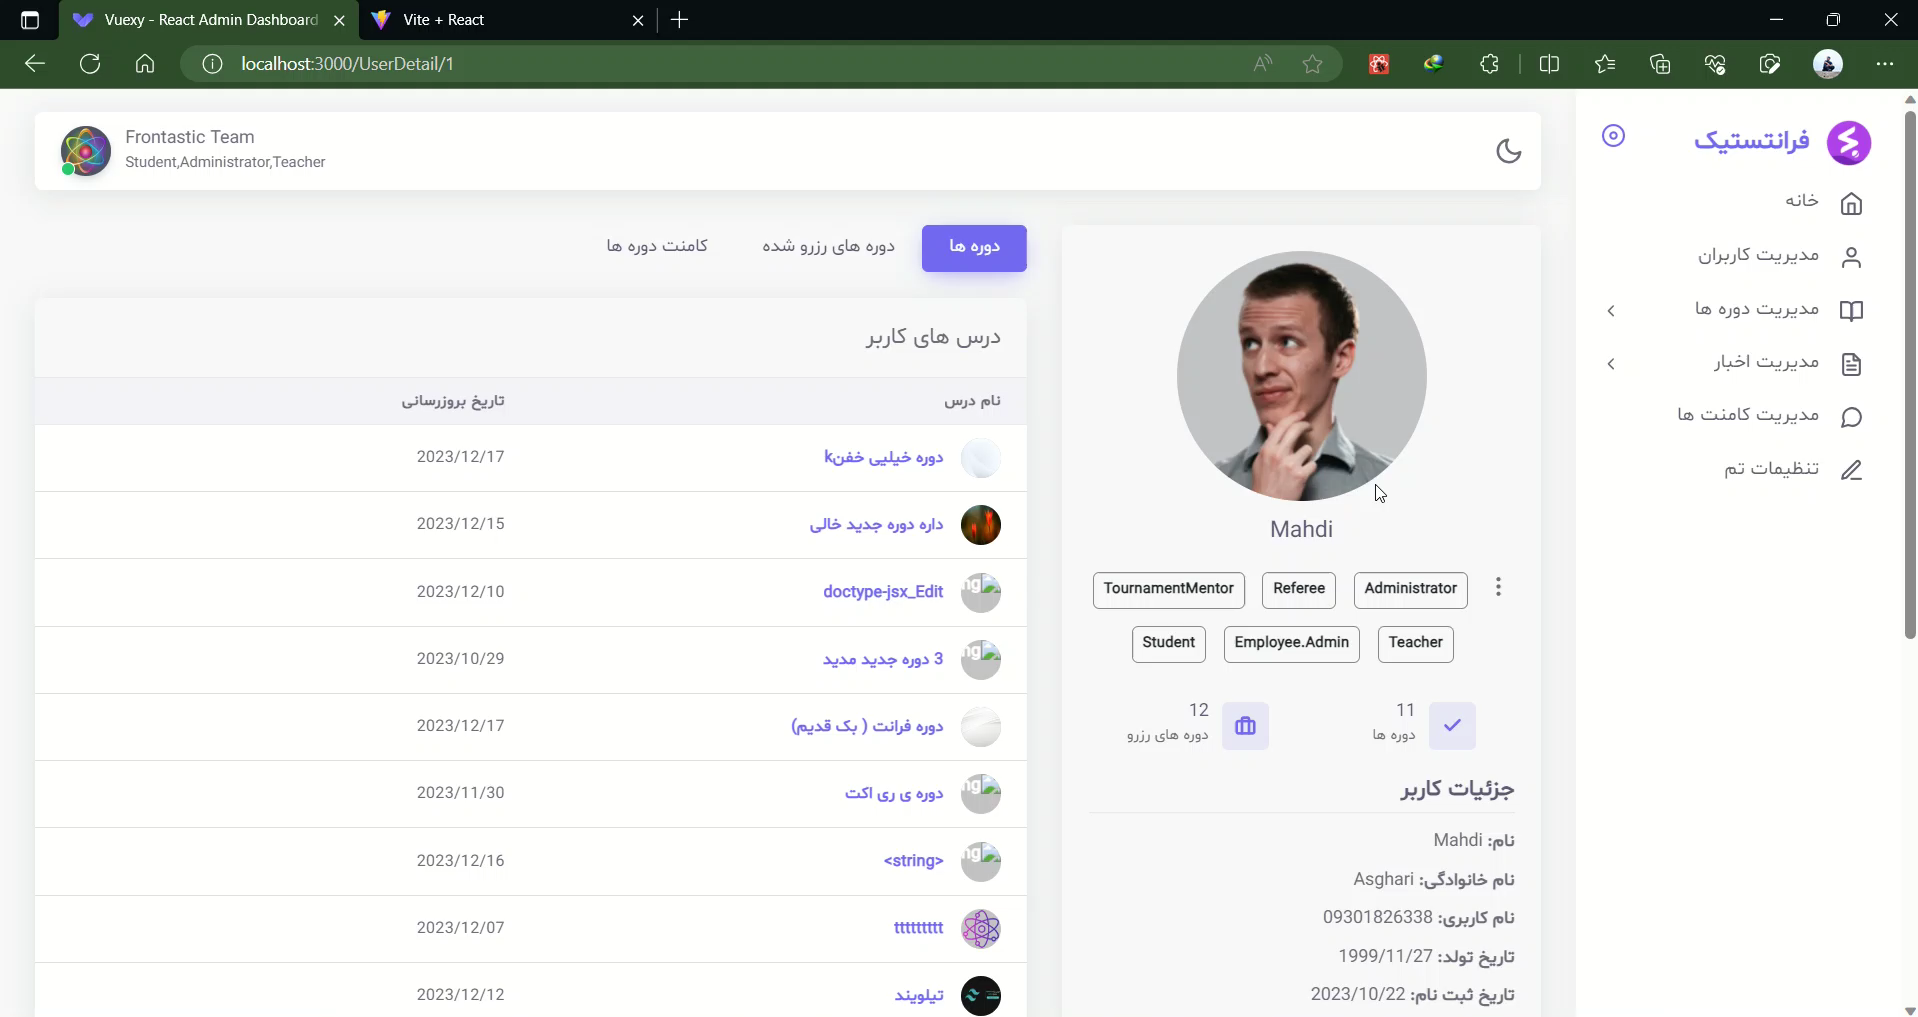 Vuexy - React Admin Dashboard
Vite + React
localhost:3000/UserDetail/1
Frontastic Team
Student,Administrator,Teacher
فرانتستیک
خانه
مدیریت کاربران
مدیریت دوره ها
مدیریت اخبار
مدیریت کامنت ها
تنظیمات تم
Mahdi
Administrator
Referee
TournamentMentor
Teacher
Employee.Admin
Student
11
دوره ها
12
دوره های رزرو
جزئیات کاربر
نام: Mahdi
نام خانوادگی: Asghari
نام کاربری: 09301826338
تاریخ تولد: 1999/11/27
تاریخ ثبت نام: 2023/10/22
دوره ها
دوره های رزرو شده
کامنت دوره ها
درس های کاربر
نام درس
تاریخ بروزرسانی
دوره خیلیی خفنk
2023/12/17
داره دوره جدید خالی
2023/12/15
doctype-jsx_Edit
2023/12/10
3 دوره جدید مدید
2023/10/29
دوره فرانت ( بک قدیم)
2023/12/17
دوره ی ری اکت
2023/11/30
<string>
2023/12/16
ttttttttt
2023/12/07
تیلویند
2023/12/12